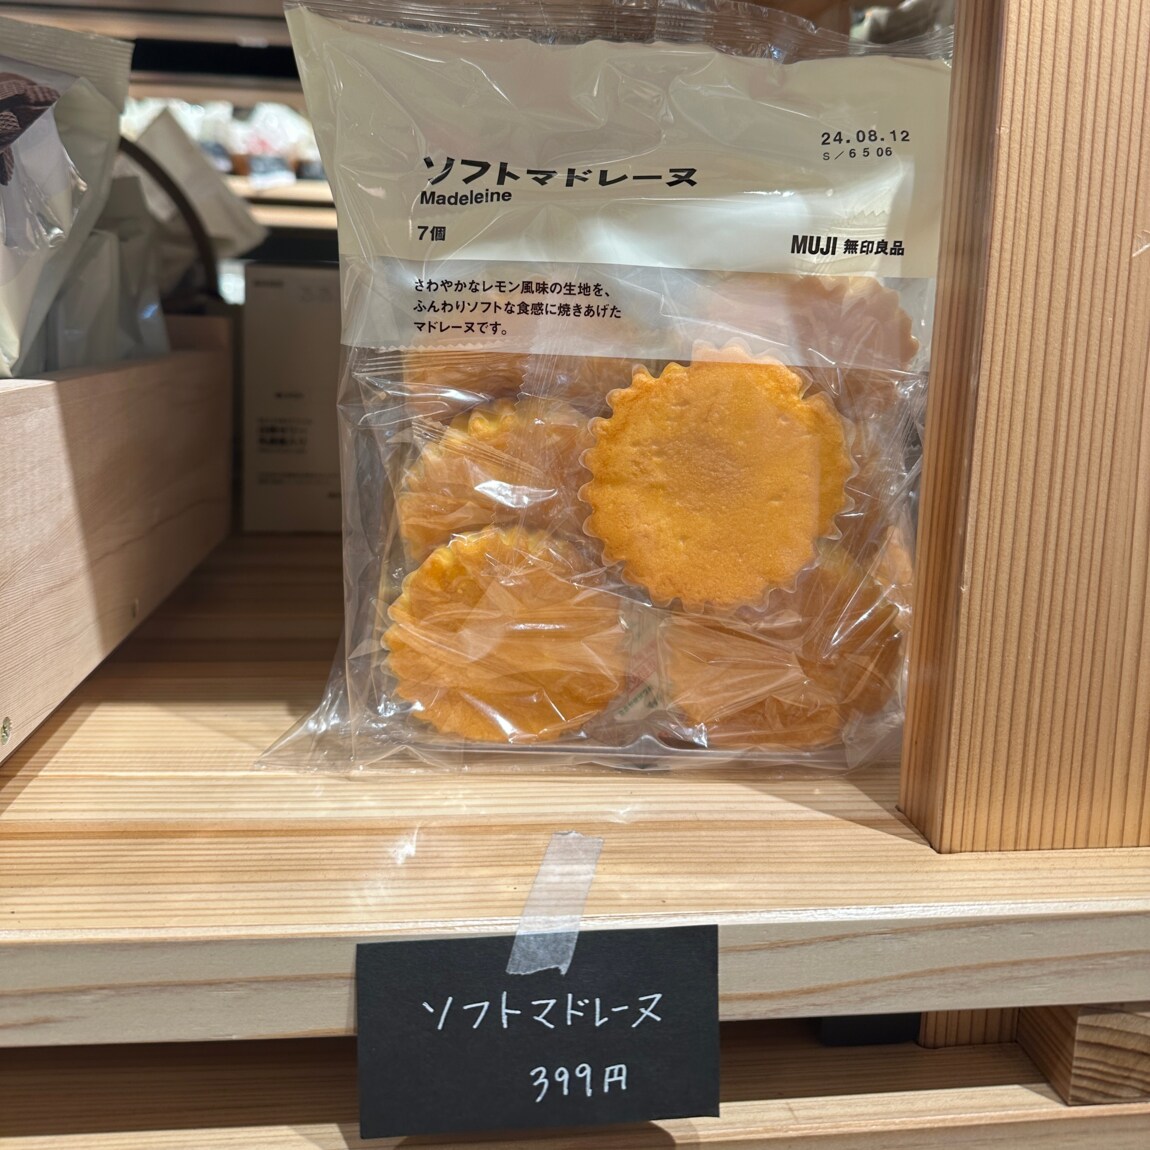 24.08.12
S/6506
ソフトマドレーヌ
Madeleine
7個
MUJI 無印良品
さわやかなレモン風味の生地を、
ふんわりソフトな食感に焼きあげた
マドレーヌです。
ソフトマドレーヌ
399円